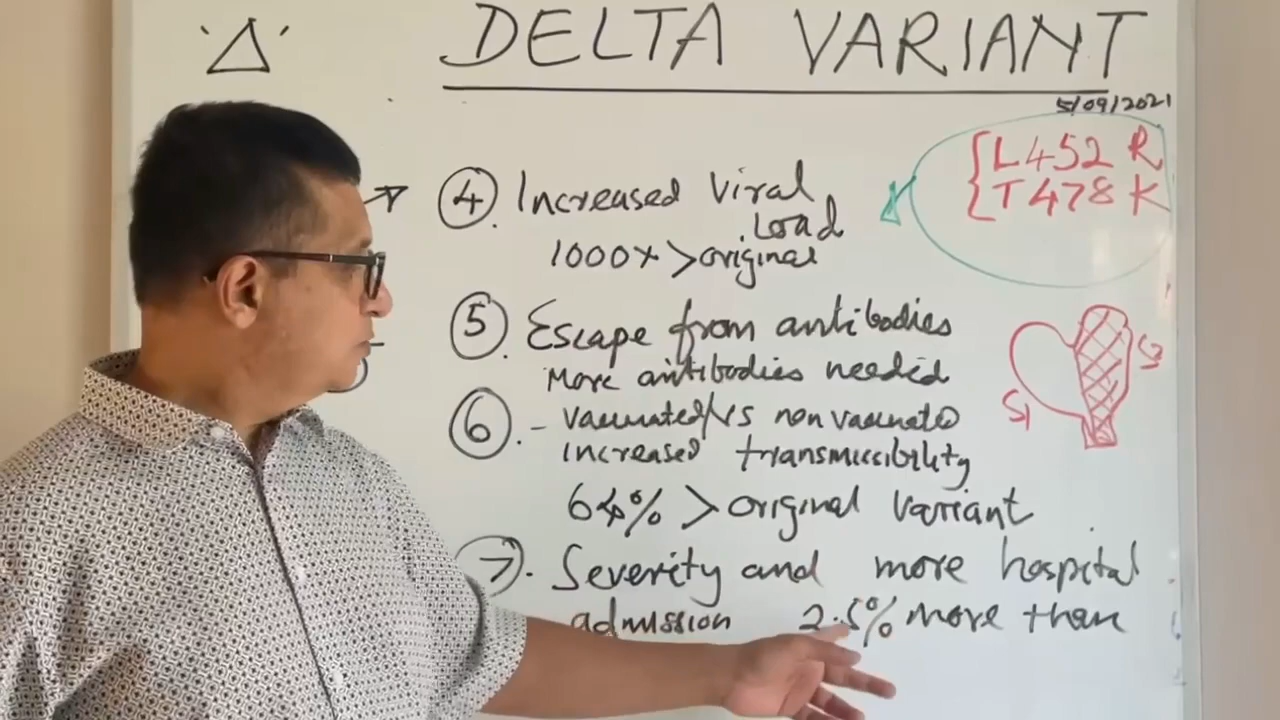 'Δ' DELTA VARIANT
5/09/2021
L452 R
T478 K
④. Increased Viral
Load
1000x > original
⑤. Escape from antibodies
More antibodies needed
⑥. - vaccinated/vs non vaccinated
increased transmissibility
64% > original variant
S1
S2
7. Severity and more hospital
admission 2.5% more than